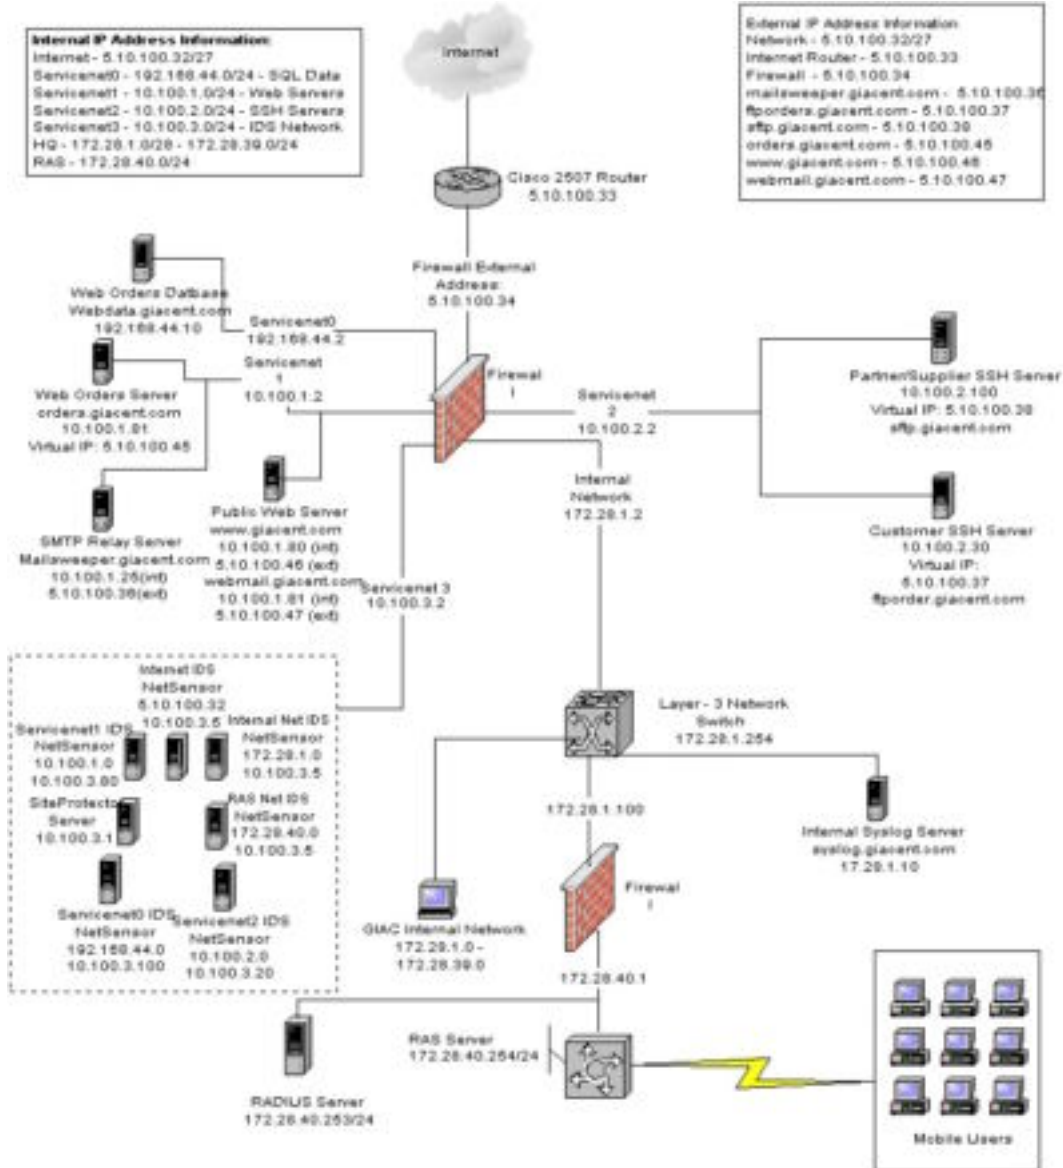 Internal IP Address Information:
Internet - 5.10.100.32/27
Servicenet0 - 192.168.44.0/24 - SQL Data
Servicenet1 - 10.100.1.0/24 - Web Servers
Servicenet2 - 10.100.2.0/24 - SSH Servers
Servicenet3 - 10.100.3.0/24 - IDS Network
HQ - 172.28.1.0/28 - 172.28.39.0/24
RAS - 172.28.40.0/24
Internet
External IP Address Information
Network - 5.10.100.32/27
Internet Router - 5.10.100.33
Firewall - 5.10.100.34
mailsweeper.giacent.com - 5.10.100.36
ftporders.giacent.com - 5.10.100.37
sftp.giacent.com - 5.10.100.38
orders.giacent.com - 5.10.100.45
www.giacent.com - 5.10.100.46
webmail.giacent.com - 5.10.100.47
Cisco 2507 Router
5.10.100.33
Firewall External
Address:
5.10.100.34
Web Orders Datbase
Webdata.giacent.com
192.168.44.10
Servicenet0
192.168.44.2
Servicenet
1
10.100.1.2
Web Orders Server
orders.giacent.com
10.100.1.81
Virtual IP: 5.10.100.45
Firewal
l
Servicenet
2
10.100.2.2
Partner/Supplier SSH Server
10.100.2.100
Virtual IP: 5.10.100.38
sftp.giacent.com
SMTP Relay Server
Mailsweeper.giacent.com
10.100.1.25(int)
5.10.100.36(ext)
Public Web Server
www.giacent.com
10.100.1.80 (int)
5.10.100.46 (ext)
webmail.giacent.com
10.100.1.81 (int)
5.10.100.47 (ext)
Internal
Network
172.28.1.2
Customer SSH Server
10.100.2.30
Virtual IP:
5.10.100.37
ftporder.giacent.com
Servicenet 3
10.100.3.2
Internet IDS
NetSensor
5.10.100.32
10.100.3.5
Servicenet1 IDS
NetSensor
10.100.1.0
10.100.3.80
Internal Net IDS
NetSensor
172.28.1.0
10.100.3.5
SiteProtector
Server
10.100.3.1
RAS Net IDS
NetSensor
172.28.40.0
10.100.3.5
Servicenet0 IDS
NetSensor
192.168.44.0
10.100.3.100
Servicenet2 IDS
NetSensor
10.100.2.0
10.100.3.20
Layer - 3 Network
Switch
172.28.1.254
172.28.1.100
Internal Syslog Server
syslog.giacent.com
17.28.1.10
GIAC Internal Network
172.28.1.0 -
172.28.39.0
Firewal
l
172.28.40.1
RAS Server
172.28.40.254/24
RADIUS Server
172.28.40.253/24
Mobile Users